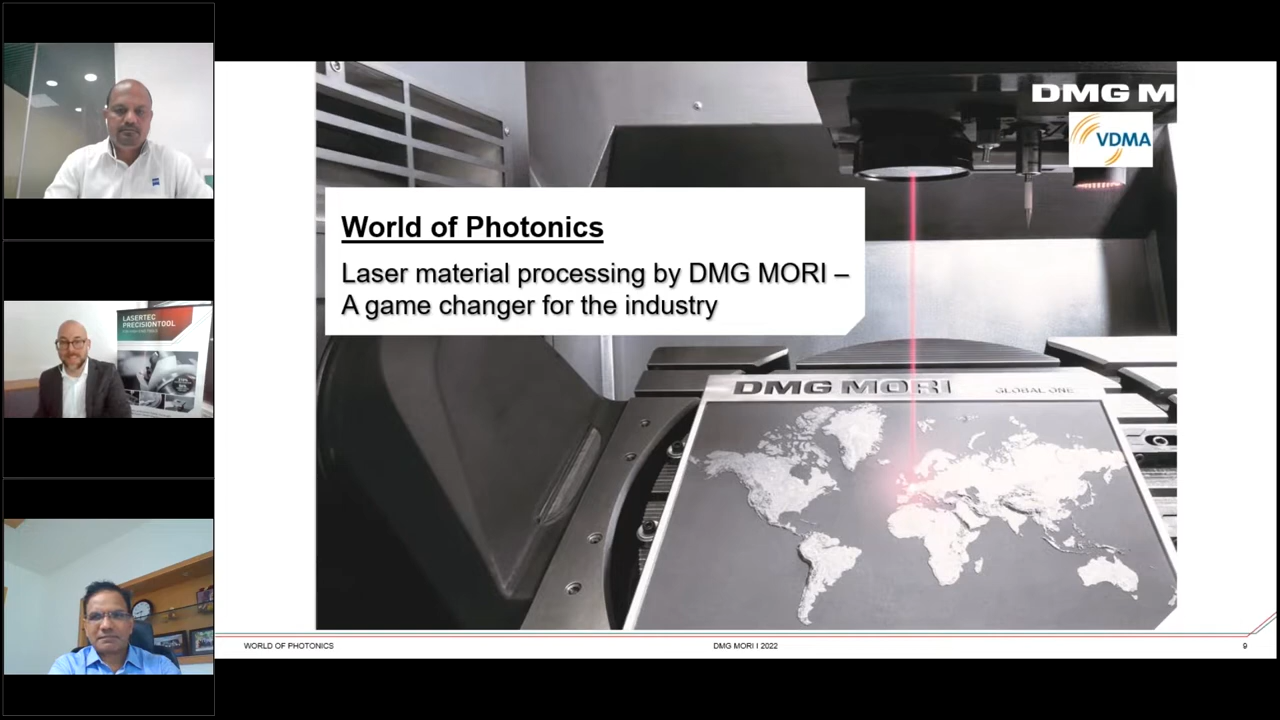 DMG M
VDMA
World of Photonics
Laser material processing by DMG MORI –
A game changer for the industry
LASERTEC
PRECISIONTOOL
DMG MORI
GLOBAL ONE
WORLD OF PHOTONICS
DMG MORI I 2022
9